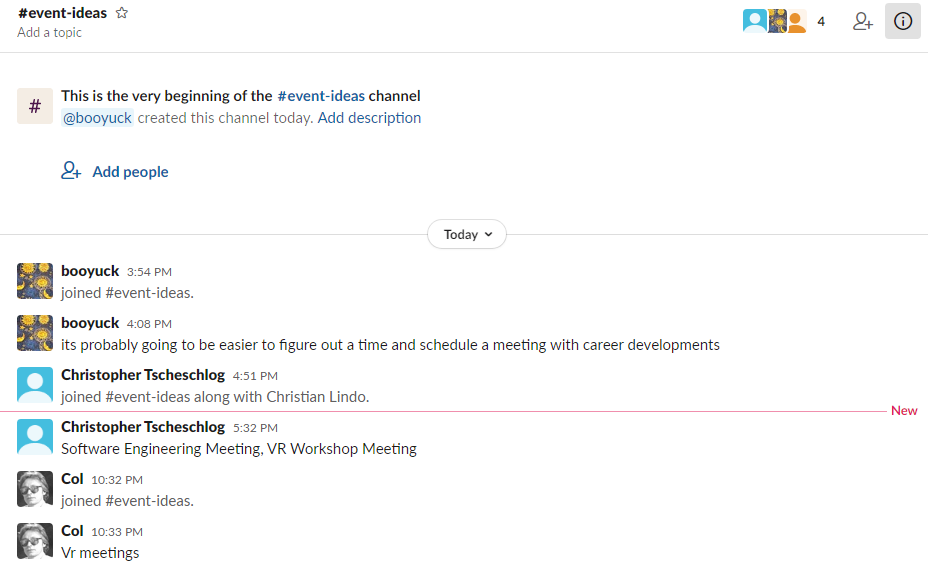 #event-ideas
Add a topic
4
This is the very beginning of the #event-ideas channel
@booyuck created this channel today. Add description
Add people
Today
booyuck 3:54 PM
joined #event-ideas.
booyuck 4:08 PM
its probably going to be easier to figure out a time and schedule a meeting with career developments
Christopher Tscheschlog 4:51 PM
joined #event-ideas along with Christian Lindo.
New
Christopher Tscheschlog 5:32 PM
Software Engineering Meeting, VR Workshop Meeting
Col 10:32 PM
joined #event-ideas.
Col 10:33 PM
Vr meetings